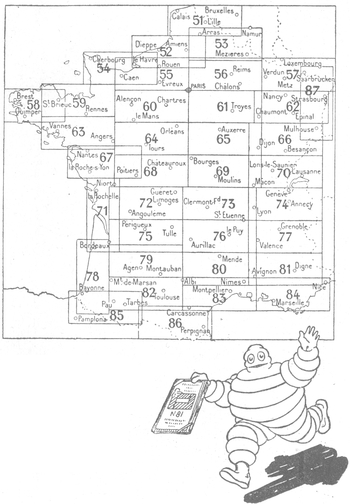 Bruxelles
Calais 51 Lille
Arras Namur
Dieppe Amiens 53
52 Mezieres
Cherbourg le Havre Rouen Luxembourg
54 Caen 55 56 Reims Verdun 57 Saarbrücken
Evreux PARIS Châlons Metz 87
Brest 58 St Brieuc 59 Alençon Chartres 61 Troyes Nancy Strasbourg
Quimper Rennes 60 le Mans Chaumont 62 Epinal
Vannes 63 Angers 64 Orléans Auxerre 65 Mulhouse
Tours Dijon 66 Besançon
Nantes 67 Châteauroux Bourges Lons-le-Saunier
la Roche s/Yon Poitiers 68 69 Moulins 70 Lausanne
Niort Mâcon
la Rochelle Guéret Genève
71 72 Limoges Clermont Fd 73 74 Annecy
Angoulême St Etienne Lyon
Périgueux le Puy Grenoble
75 Tulle 76 77
Bordeaux Aurillac Valence
79 Mende
78 Agen Montauban 80 Avignon 81 Digne
Bayonne Mt-de-Marsan Albi Nimes Nice
82 Toulouse Montpellier 83 84 Marseille
Pau Tarbes
Pamplona 85 Carcassonne
86 Perpignan
N°81